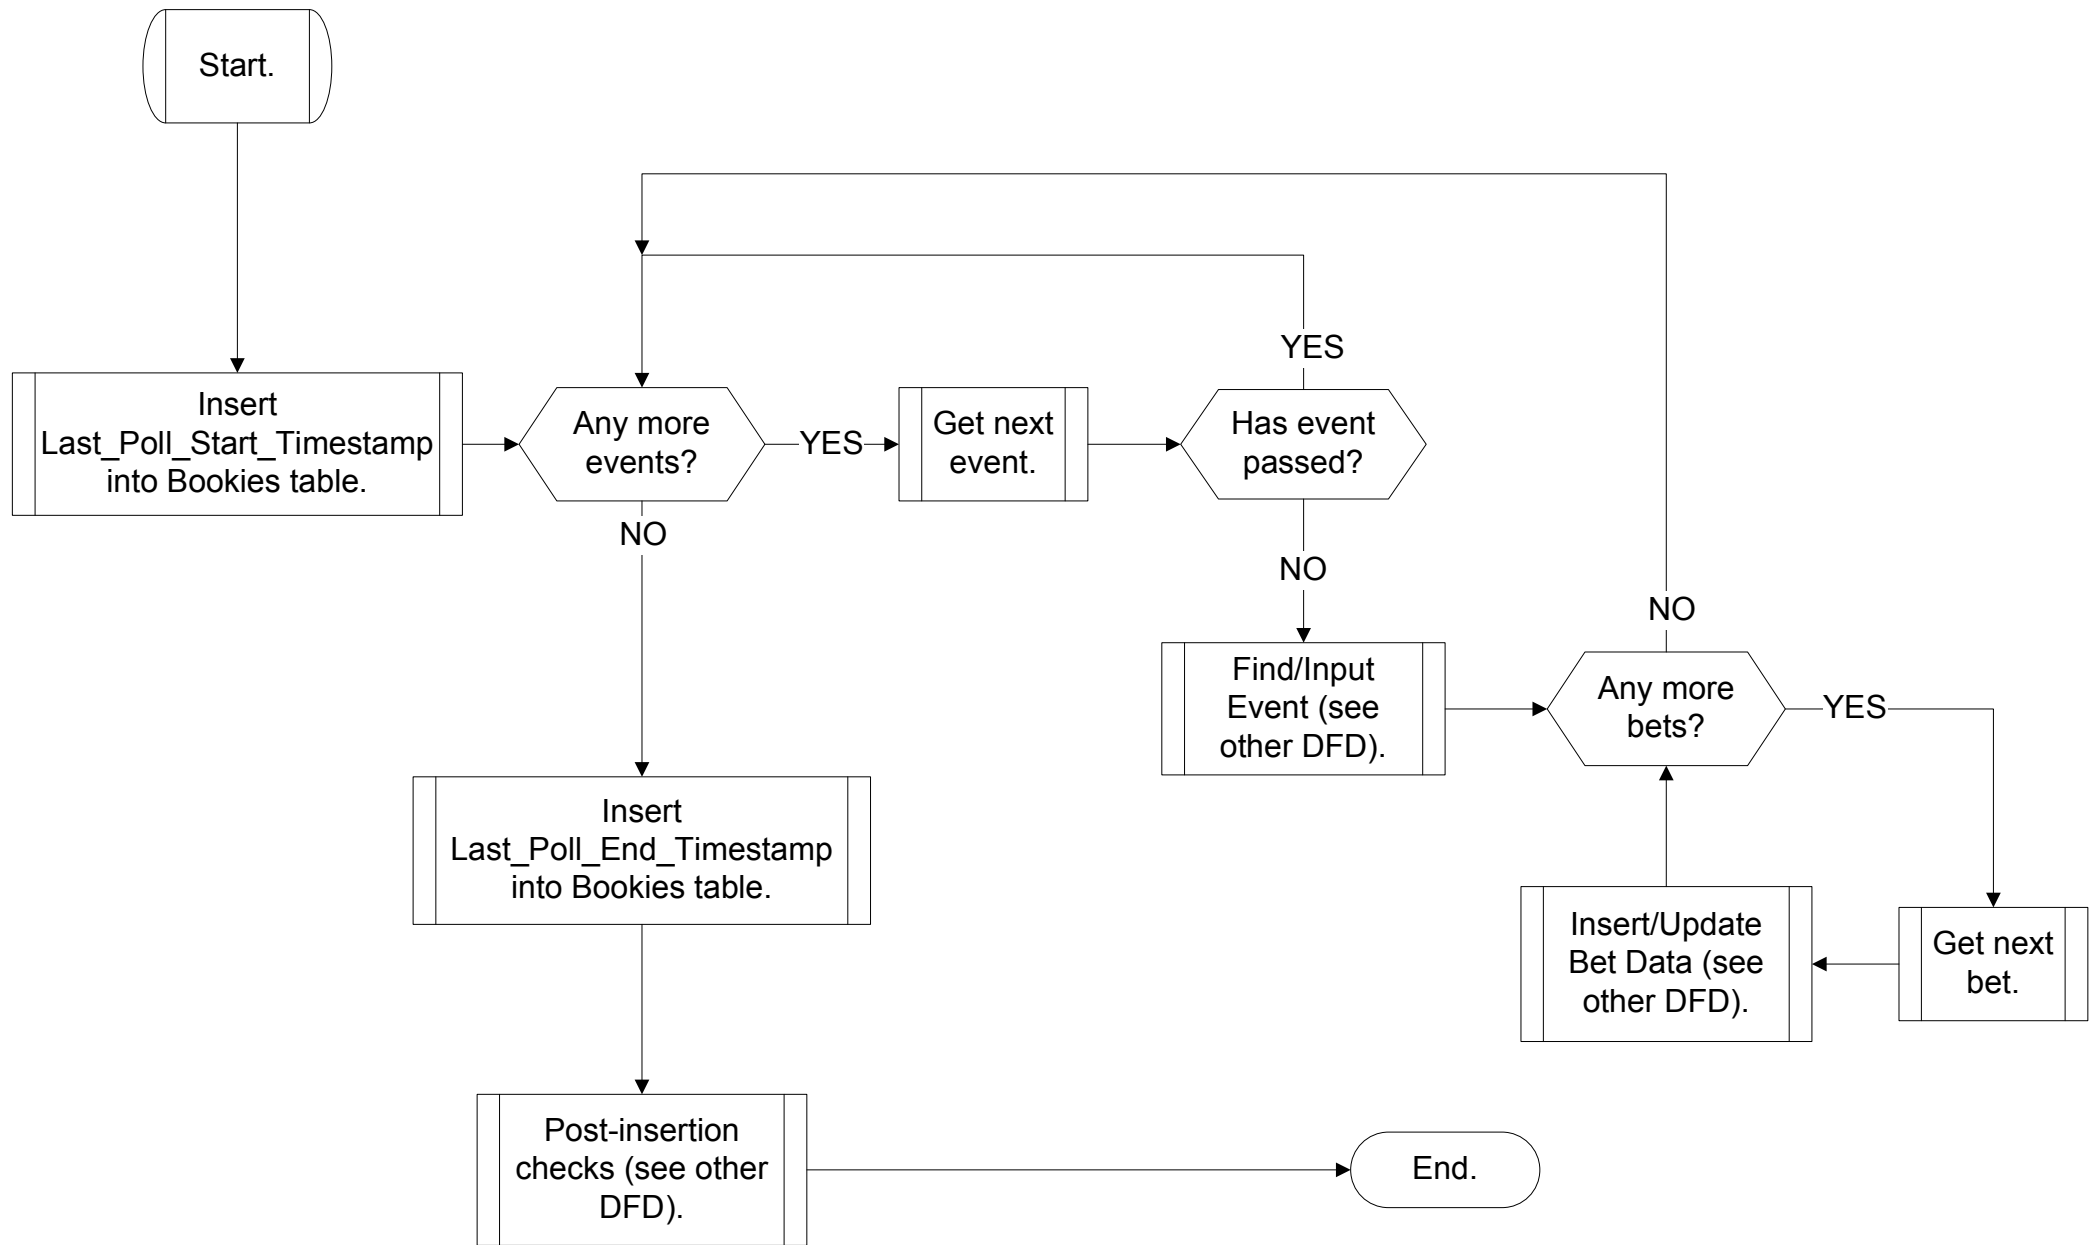 Start.
Insert
Last_Poll_Start_Timestamp
into Bookies table.
Any more
events?
YES
Get next
event.
Has event
passed?
YES
NO
NO
Find/Input
Event (see
other DFD).
Any more
bets?
NO
YES
Get next
bet.
Insert/Update
Bet Data (see
other DFD).
Insert
Last_Poll_End_Timestamp
into Bookies table.
Post-insertion
checks (see other
DFD).
End.